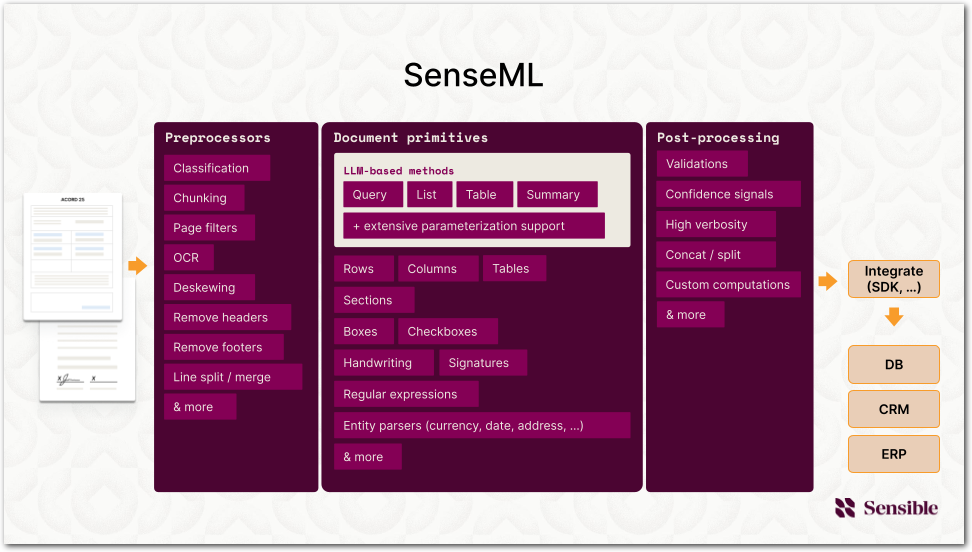 SenseML
ACORD 25
Preprocessors
Classification
Chunking
Page filters
OCR
Deskewing
Remove headers
Remove footers
Line split / merge
& more
Document primitives
LLM-based methods
Query List Table Summary
+ extensive parameterization support
Rows Columns Tables
Sections
Boxes Checkboxes
Handwriting Signatures
Regular expressions
Entity parsers (currency, date, address, ...)
& more
Post-processing
Validations
Confidence signals
High verbosity
Concat / split
Custom computations
& more
Integrate
(SDK, ...)
DB
CRM
ERP
Sensible